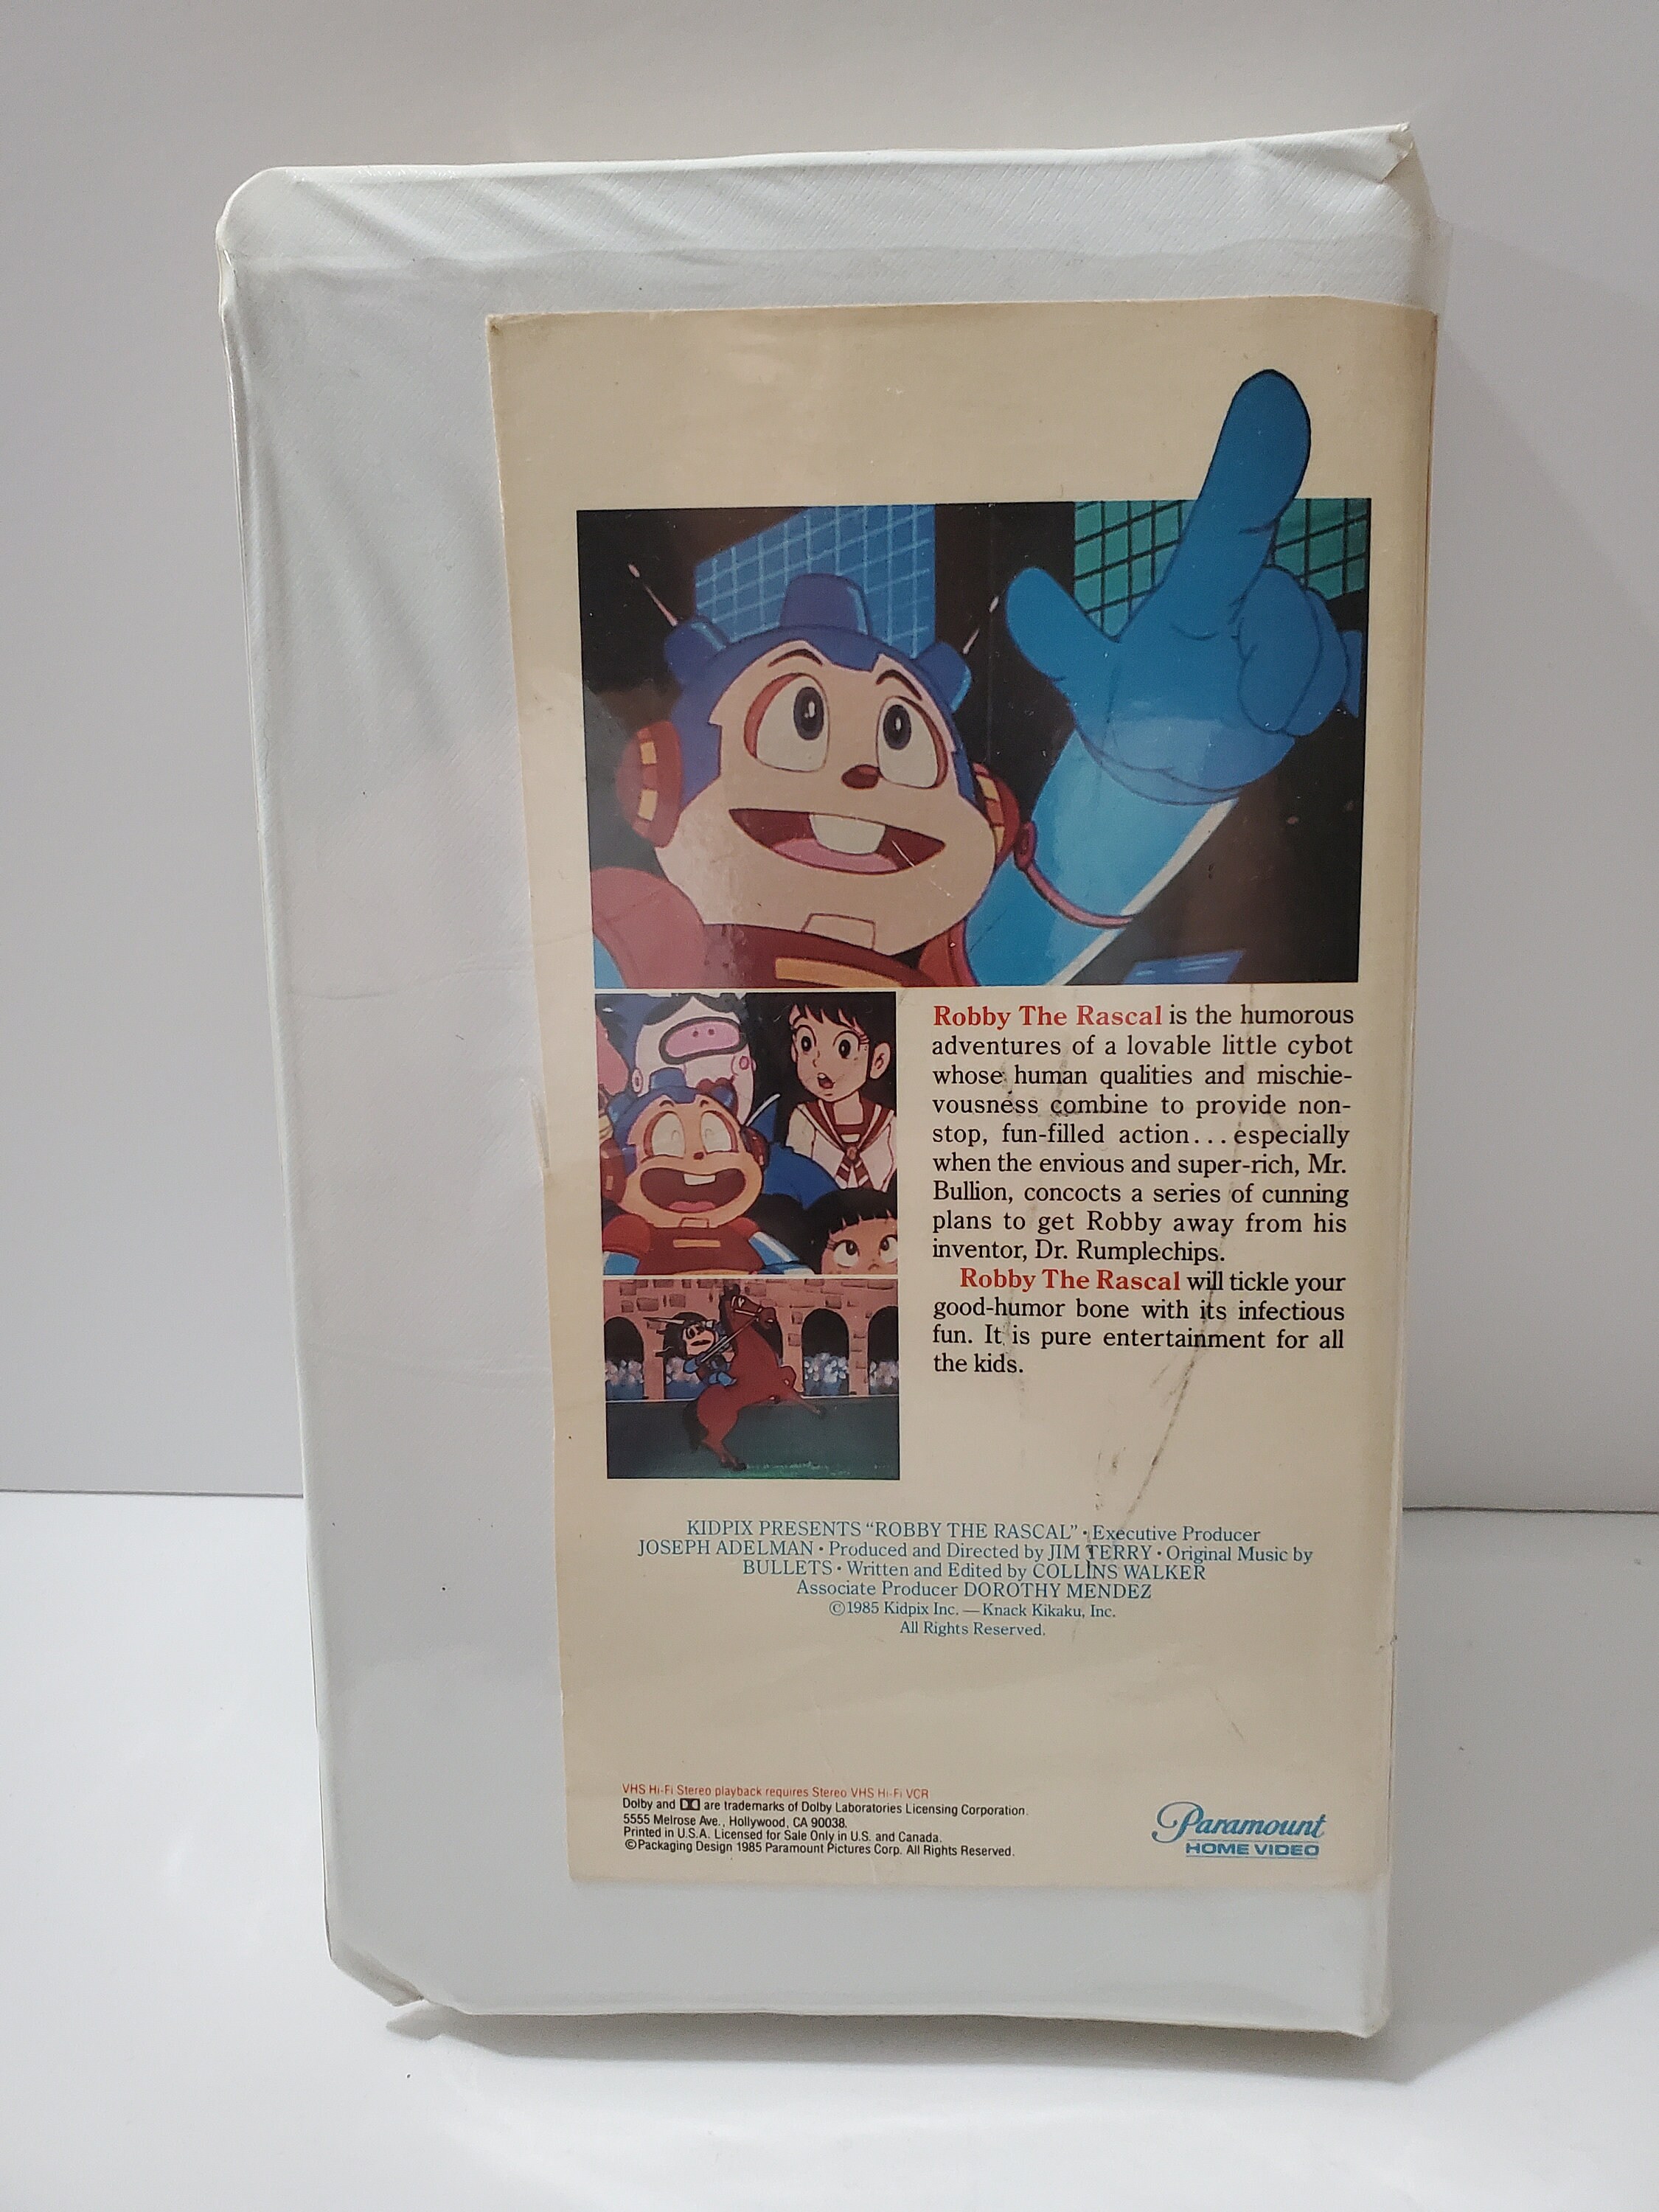 Robby The Rascal is the humorous
adventures of a lovable little cybot
whose human qualities and mischie-
vousness combine to provide non-
stop, fun-filled action... especially
when the envious and super-rich, Mr.
Bullion, concocts a series of cunning
plans to get Robby away from his
inventor, Dr. Rumplechips.
Robby The Rascal will tickle your
good-humor bone with its infectious
fun. It is pure entertainment for all
the kids.
KIDPIX PRESENTS “ROBBY THE RASCAL” · Executive Producer
JOSEPH ADELMAN · Produced and Directed by JIM TERRY · Original Music by
BULLETS · Written and Edited by COLLINS WALKER
Associate Producer DOROTHY MENDEZ
©1985 Kidpix Inc. — Knack Kikaku, Inc.
All Rights Reserved.
VHS Hi-Fi Stereo playback requires Stereo VHS Hi-Fi VCR
Dolby and are trademarks of Dolby Laboratories Licensing Corporation.
5555 Melrose Ave., Hollywood, CA 90038.
Printed in U.S.A. Licensed for Sale Only in U.S. and Canada.
©Packaging Design 1985 Paramount Pictures Corp. All Rights Reserved.
Paramount
HOME VIDEO